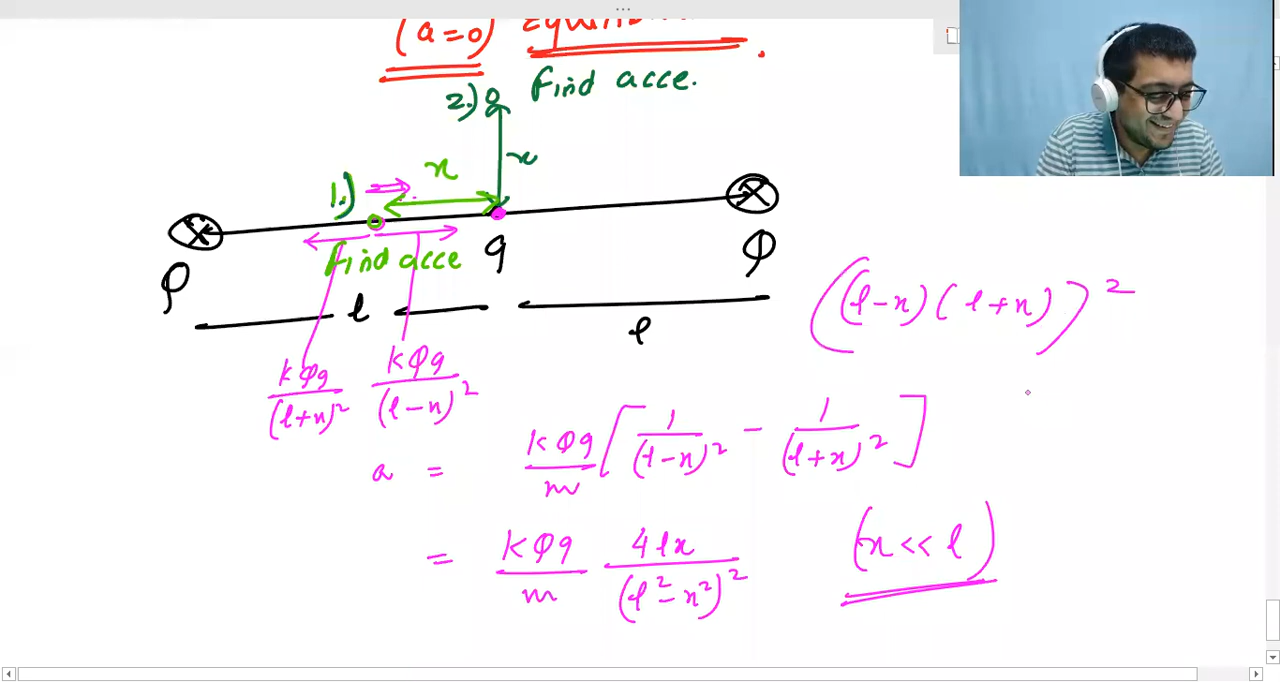 (a=0)
Find acce.
2.) q
x
x
1.)
Find acce
q
Q
Q
l
l
((l-x)(l+x))²
kQq/(l+x)²
kQq/(l-x)²
a = kQq/m [1/(l-x)² - 1/(l+x)²]
= kQq/m 4lx/(l²-x²)² (x<<l)